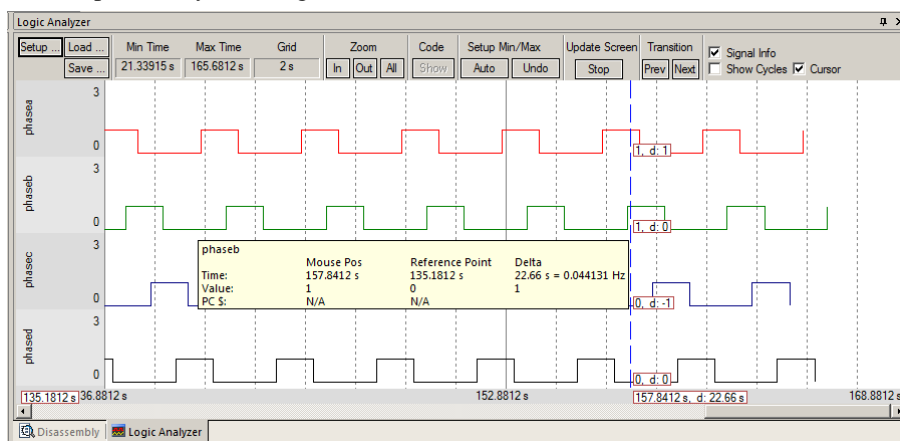 Logic Analyzer
Setup ... Load ... Min Time Max Time Grid Zoom Code Setup Min/Max Update Screen Transition Signal Info
Save ... 21.33915 s 165.6812 s 2 s In Out All Show Auto Undo Stop Prev Next Show Cycles Cursor
phasea
3
0
1, d: 1
phaseb
3
0
1, d: 0
phaseb
Mouse Pos Reference Point Delta
Time: 157.8412 s 135.1812 s 22.66 s = 0.044131 Hz
Value: 1 0 1
PC $: N/A N/A
phasec
3
0
0, d: -1
phased
3
0
0, d: 0
135.1812 s 36.8812 s 152.8812 s 157.8412 s, d: 22.66 s 168.8812 s
Disassembly Logic Analyzer